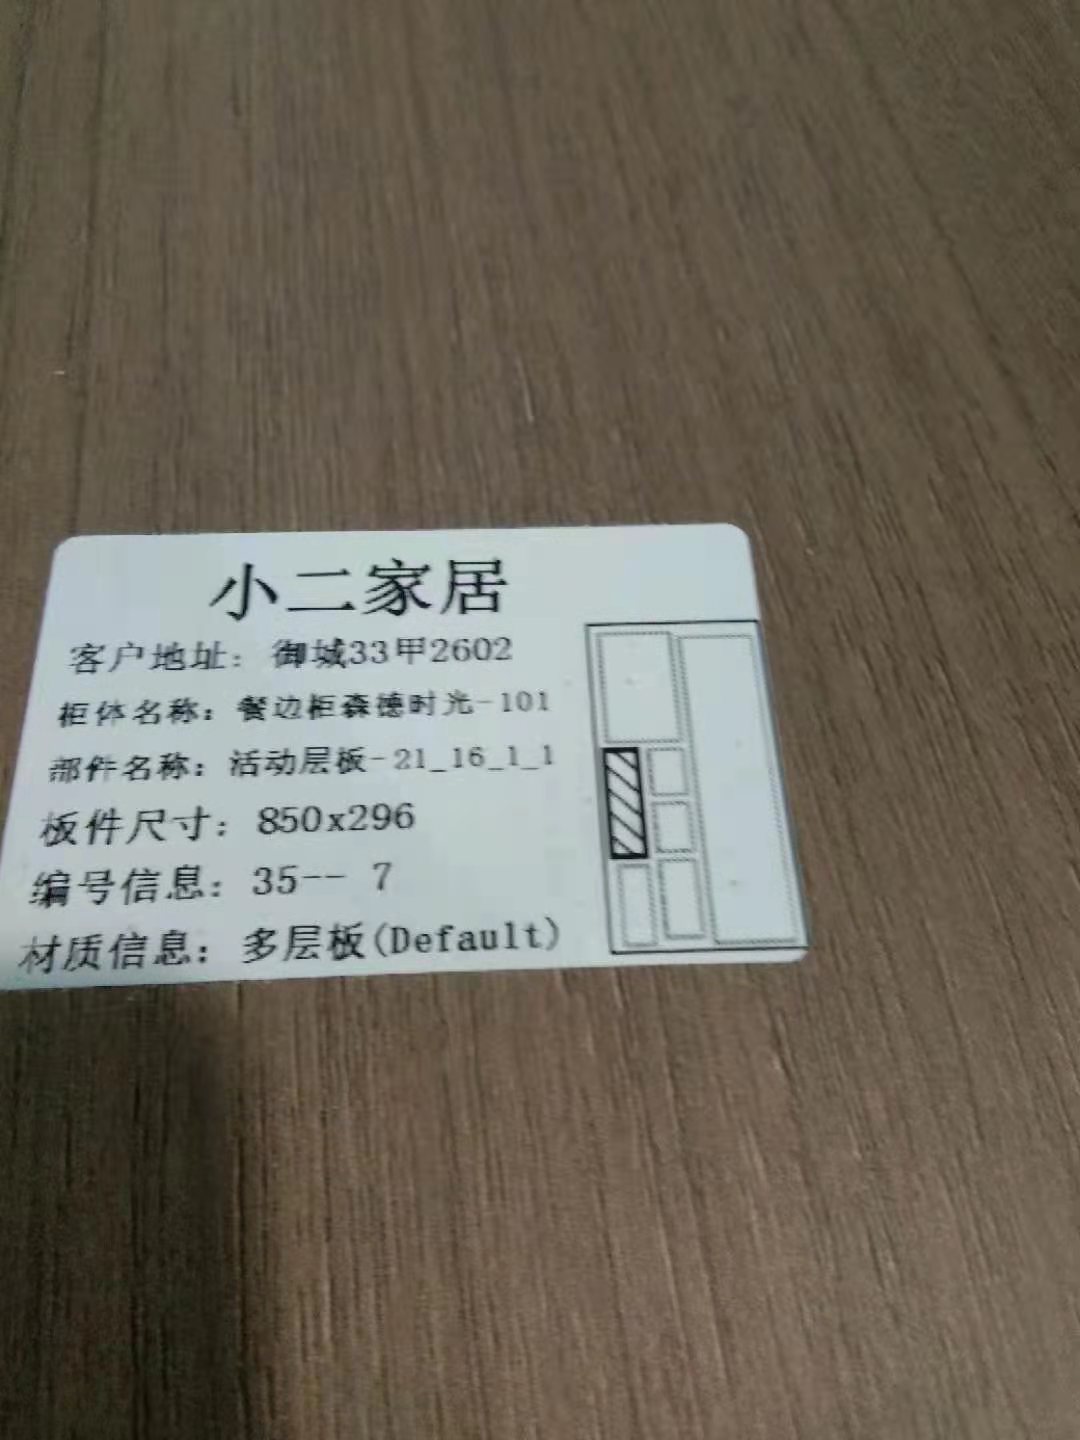 小二家居
客户地址: 御城33甲2602
柜体名称: 餐边柜森德时光-101
部件名称: 活动层板-21_16_1_1
板件尺寸: 850x296
编号信息: 35-- 7
材质信息: 多层板(Default)